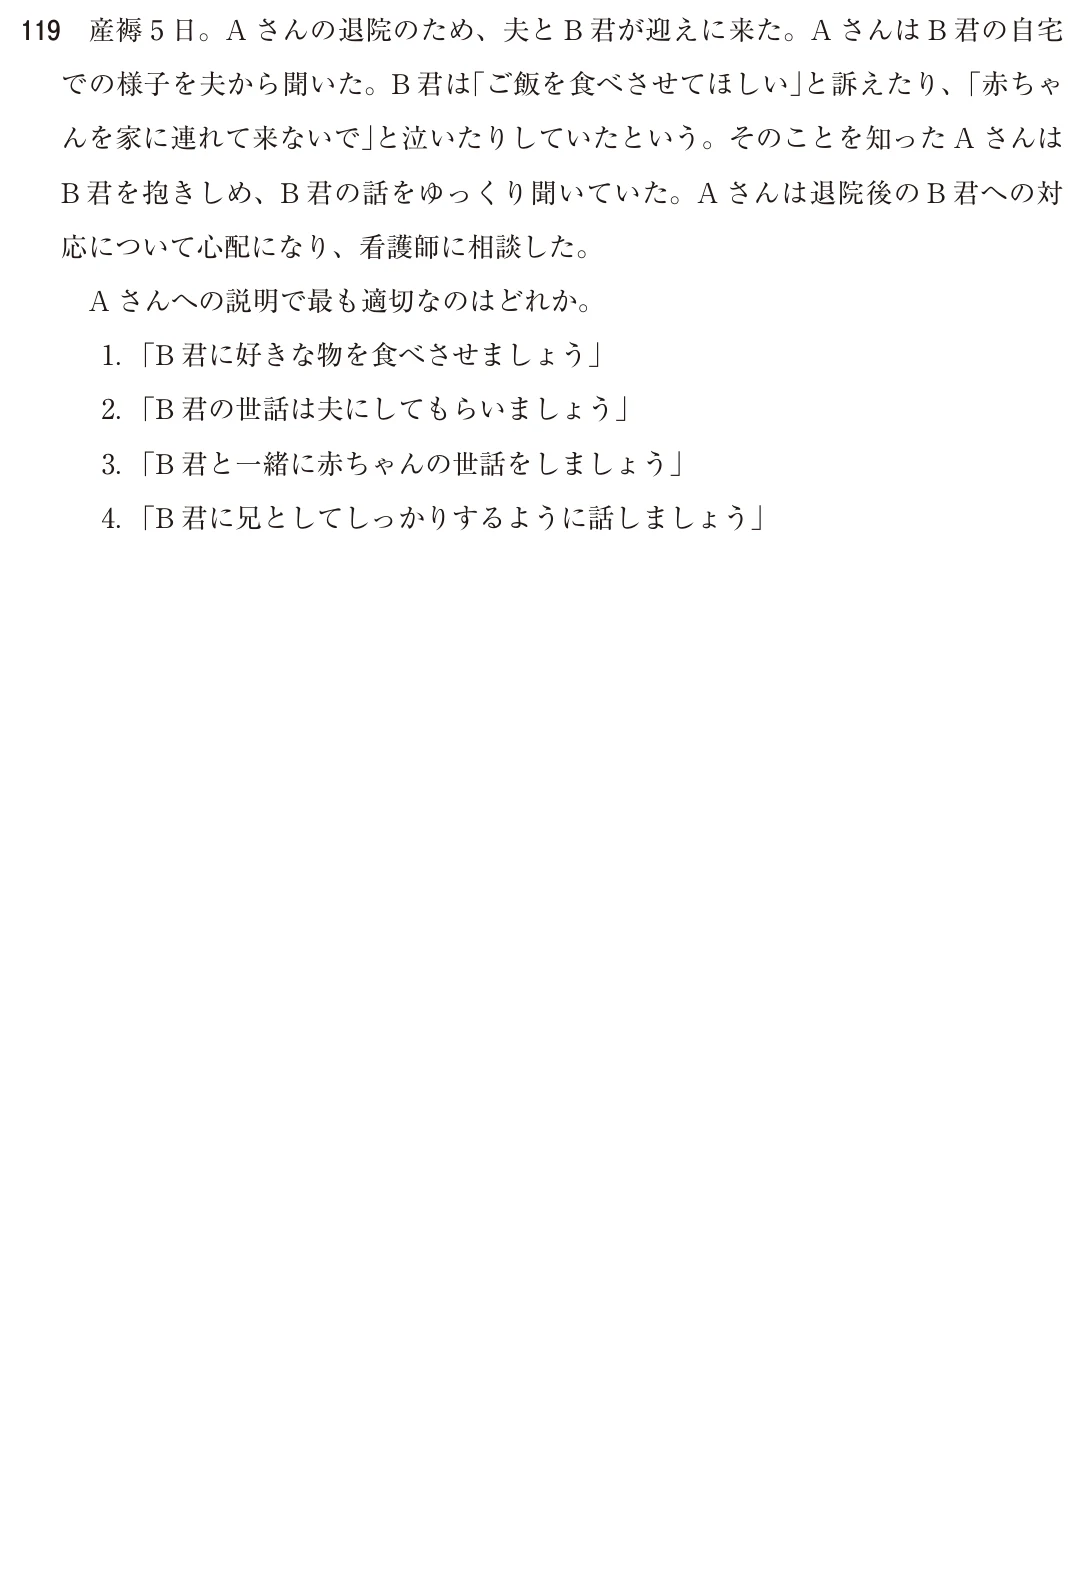 119 産褥5日。Aさんの退院のため、夫とB君が迎えに来た。AさんはB君の自宅
での様子を夫から聞いた。B君は「ご飯を食べさせてほしい」と訴えたり、「赤ちゃ
んを家に連れて来ないで」と泣いたりしていたという。そのことを知ったAさんは
B君を抱きしめ、B君の話をゆっくり聞いていた。Aさんは退院後のB君への対
応について心配になり、看護師に相談した。
Aさんへの説明で最も適切なのはどれか。
1. 「B君に好きな物を食べさせましょう」
2. 「B君の世話は夫にしてもらいましょう」
3. 「B君と一緒に赤ちゃんの世話をしましょう」
4. 「B君に兄としてしっかりするように話しましょう」